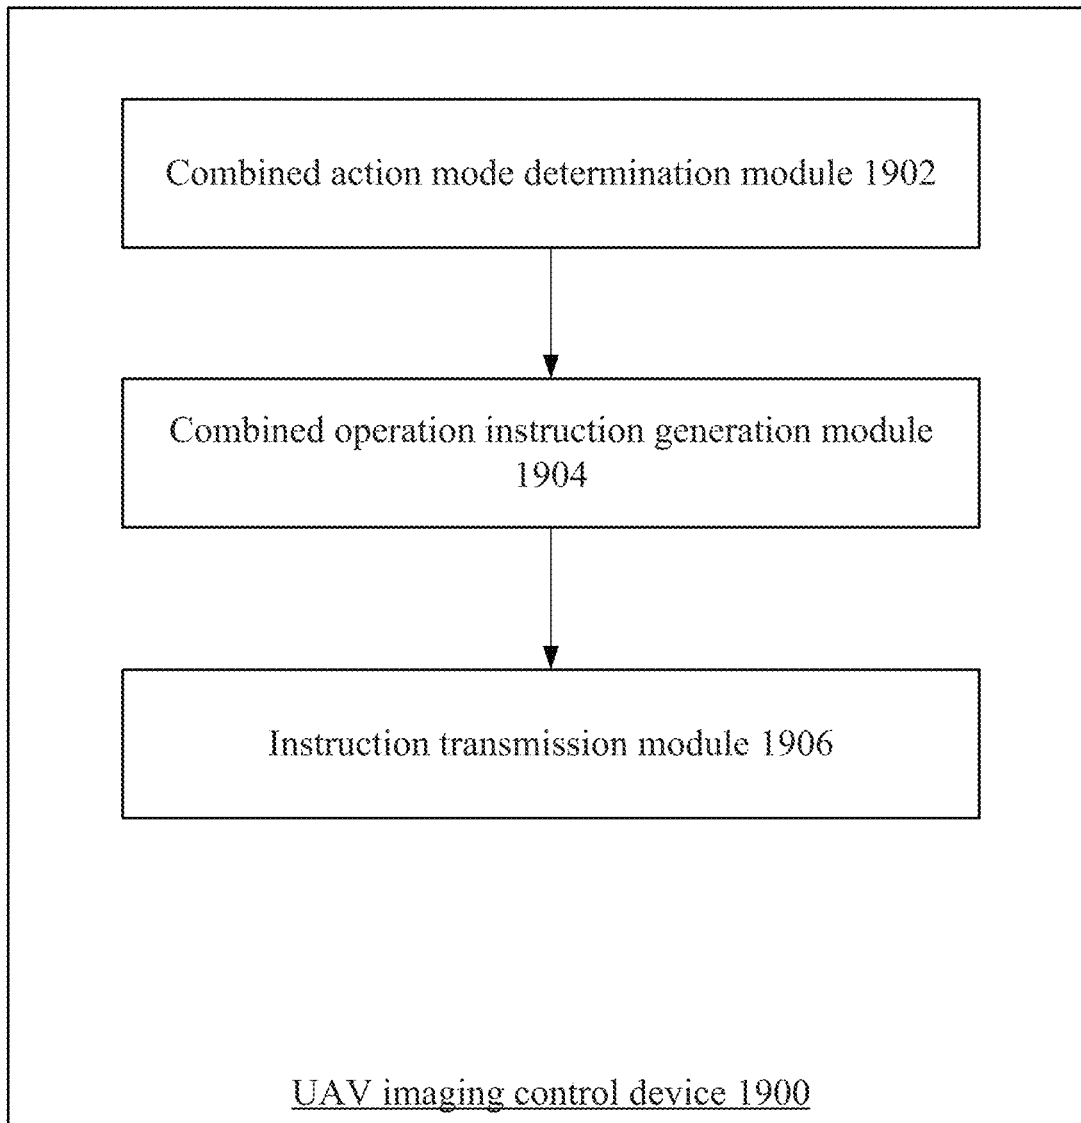 Combined action mode determination module 1902
Combined operation instruction generation module
1904
Instruction transmission module 1906
UAV imaging control device 1900